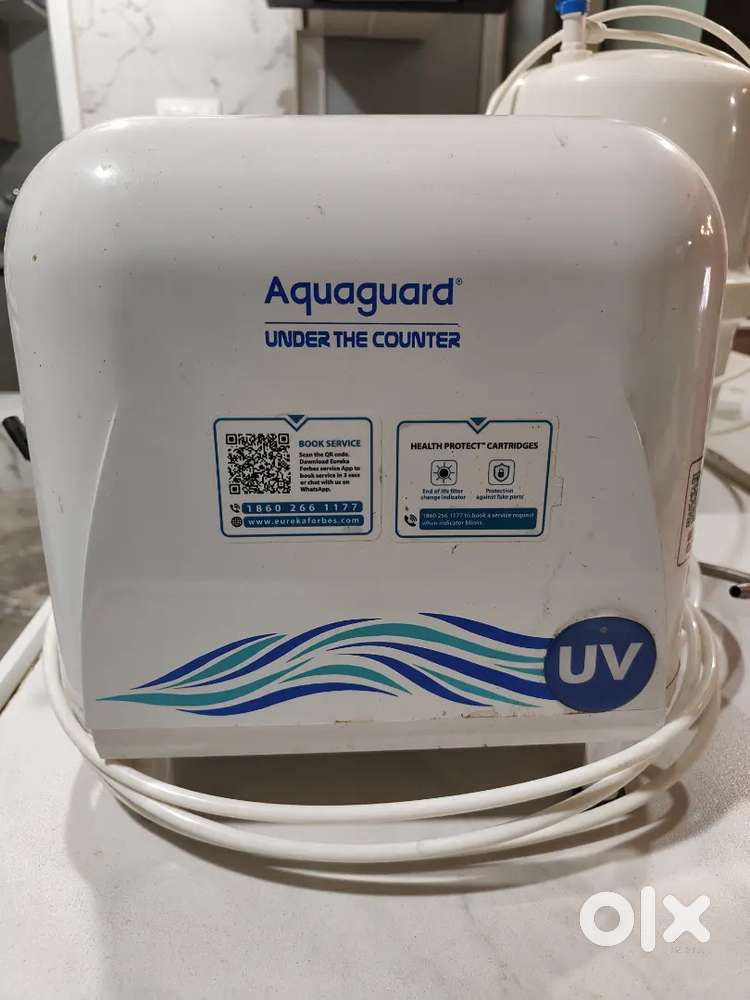 Aquaguard®
UNDER THE COUNTER
BOOK SERVICE
Scan the QR code.
Download Eureka
Forbes service App to
book service in 3 secs
or chat with us on
WhatsApp.
1860 266 1177
www.eurekaforbes.com
HEALTH PROTECT™ CARTRIDGES
End of life filter
change indicator
Protection
against fake parts
1860 266 1177 to book a service request
when indicator blinks.
UV
olx